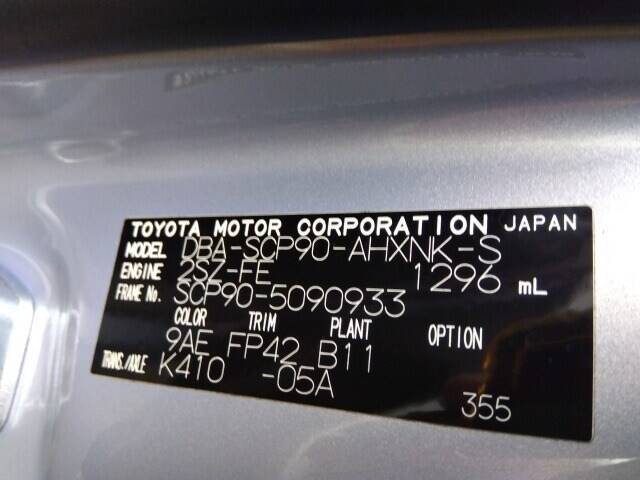 TOYOTA MOTOR CORPORATION JAPAN
MODEL DBA-SCP90-AHXNK-S
ENGINE 2SZ-FE 1296 mL
FRAME No. SCP90-5090933
COLOR TRIM PLANT OPTION
9AE FP42 B11
TRANS./AXLE K410 -05A
355